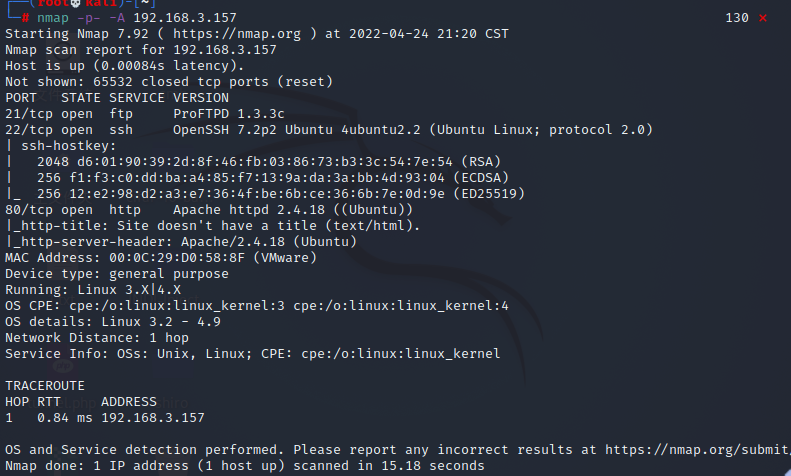 (root💀kali)-[~]
# nmap -p- -A 192.168.3.157 130 ⨯
Starting Nmap 7.92 ( https://nmap.org ) at 2022-04-24 21:20 CST
Nmap scan report for 192.168.3.157
Host is up (0.00084s latency).
Not shown: 65532 closed tcp ports (reset)
PORT   STATE SERVICE VERSION
21/tcp open  ftp     ProFTPD 1.3.3c
22/tcp open  ssh     OpenSSH 7.2p2 Ubuntu 4ubuntu2.2 (Ubuntu Linux; protocol 2.0)
| ssh-hostkey:
|   2048 d6:01:90:39:2d:8f:46:fb:03:86:73:b3:3c:54:7e:54 (RSA)
|   256 f1:f3:c0:dd:ba:a4:85:f7:13:9a:da:3a:bb:4d:93:04 (ECDSA)
|_  256 12:e2:98:d2:a3:e7:36:4f:be:6b:ce:36:6b:7e:0d:9e (ED25519)
80/tcp open  http    Apache httpd 2.4.18 ((Ubuntu))
|_http-title: Site doesn't have a title (text/html).
|_http-server-header: Apache/2.4.18 (Ubuntu)
MAC Address: 00:0C:29:D0:58:8F (VMware)
Device type: general purpose
Running: Linux 3.X|4.X
OS CPE: cpe:/o:linux:linux_kernel:3 cpe:/o:linux:linux_kernel:4
OS details: Linux 3.2 - 4.9
Network Distance: 1 hop
Service Info: OSs: Unix, Linux; CPE: cpe:/o:linux:linux_kernel
TRACEROUTE
HOP RTT     ADDRESS
1   0.84 ms 192.168.3.157
OS and Service detection performed. Please report any incorrect results at https://nmap.org/submit/
Nmap done: 1 IP address (1 host up) scanned in 15.18 seconds